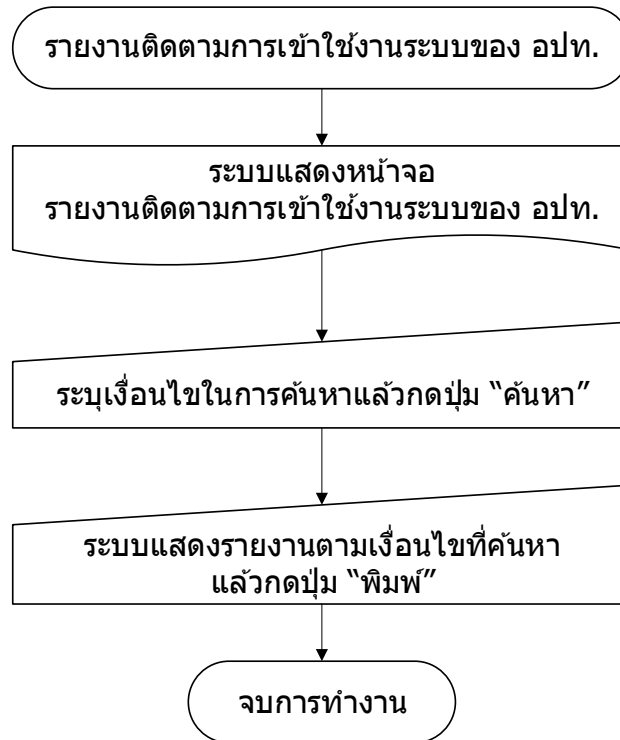 รายงานติดตามการเข้าใช้งานระบบของ อปท.
ระบบแสดงหน้าจอ
รายงานติดตามการเข้าใช้งานระบบของ อปท.
ระบุเงื่อนไขในการค้นหาแล้วกดปุ่ม “ค้นหา”
ระบบแสดงรายงานตามเงื่อนไขที่ค้นหา
แล้วกดปุ่ม “พิมพ์”
จบการทำงาน